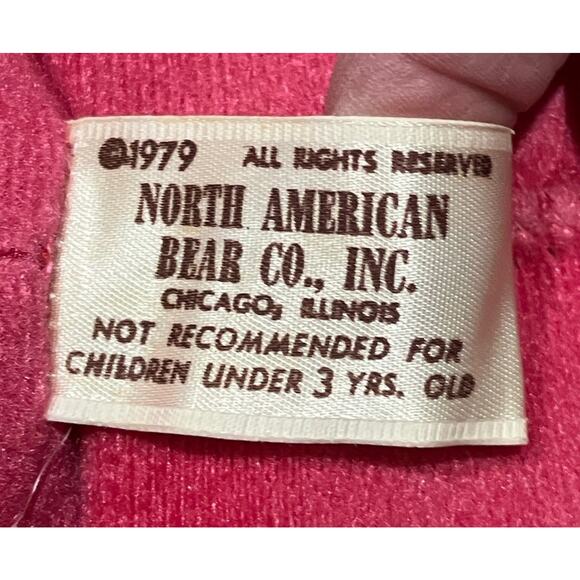 ©1979 ALL RIGHTS RESERVED
NORTH AMERICAN
BEAR CO., INC.
CHICAGO, ILLINOIS
NOT RECOMMENDED FOR
CHILDREN UNDER 3 YRS. OLD